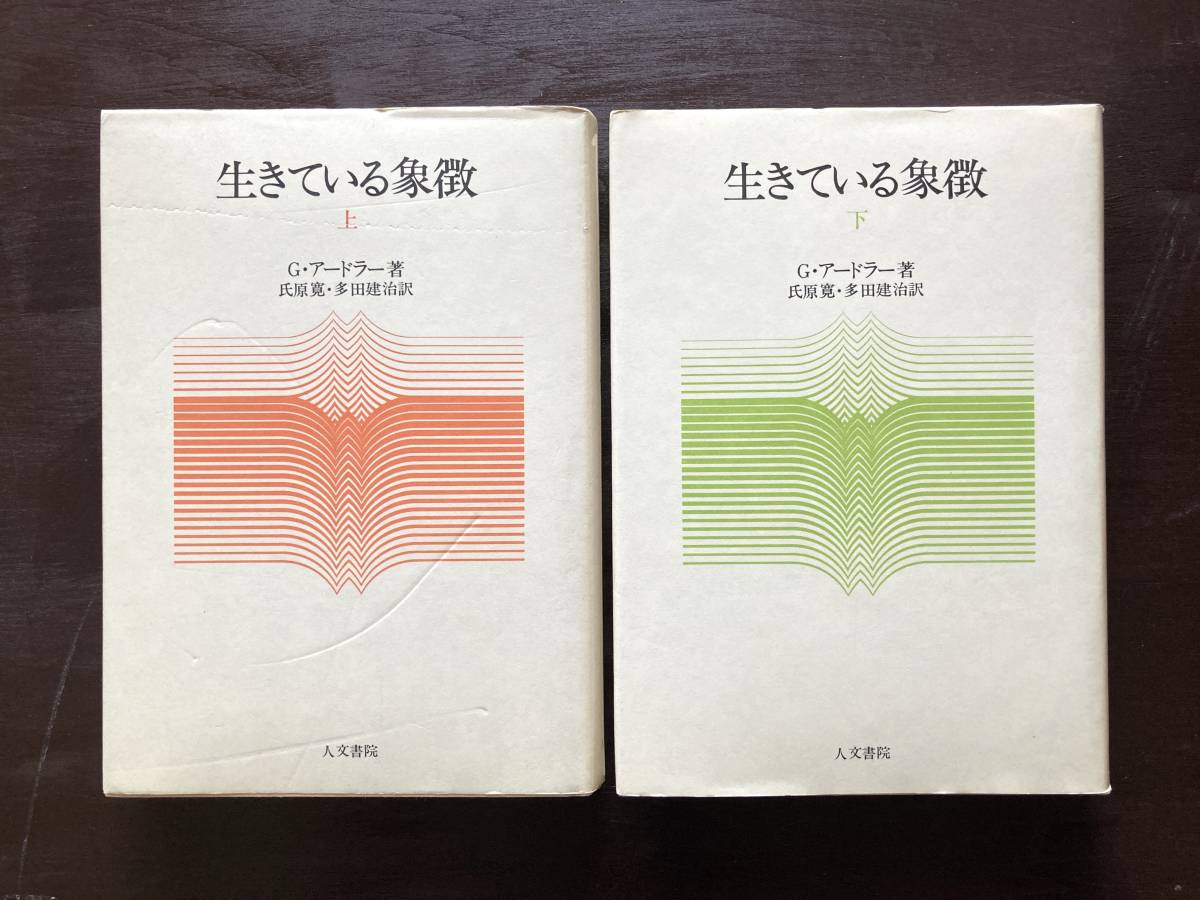 生きている象徴
上
G・アードラー著
氏原寛・多田建治訳
人文書院
生きている象徴
下
G・アードラー著
氏原寛・多田建治訳
人文書院